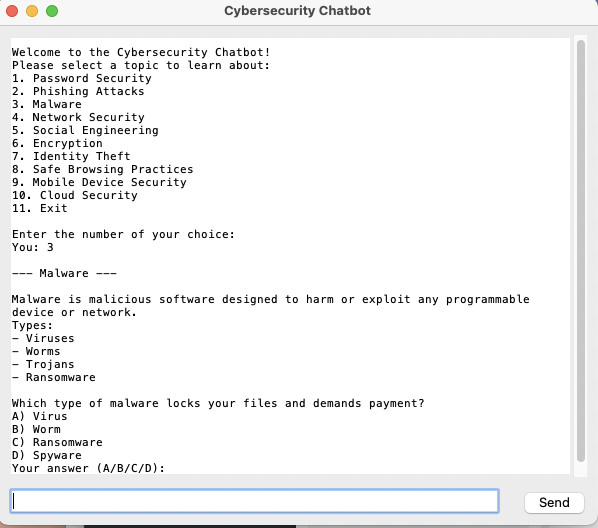 Cybersecurity Chatbot
Welcome to the Cybersecurity Chatbot!
Please select a topic to learn about:
1. Password Security
2. Phishing Attacks
3. Malware
4. Network Security
5. Social Engineering
6. Encryption
7. Identity Theft
8. Safe Browsing Practices
9. Mobile Device Security
10. Cloud Security
11. Exit
Enter the number of your choice:
You: 3
--- Malware ---
Malware is malicious software designed to harm or exploit any programmable
device or network.
Types:
- Viruses
- Worms
- Trojans
- Ransomware
Which type of malware locks your files and demands payment?
A) Virus
B) Worm
C) Ransomware
D) Spyware
Your answer (A/B/C/D):
Send